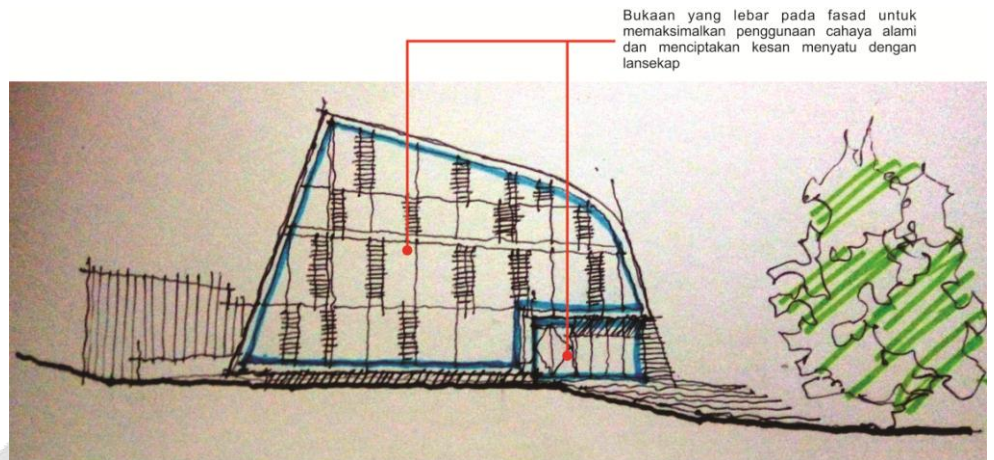 Bukaan yang lebar pada fasad untuk
memaksimalkan penggunaan cahaya alami
dan menciptakan kesan menyatu dengan
lansekap